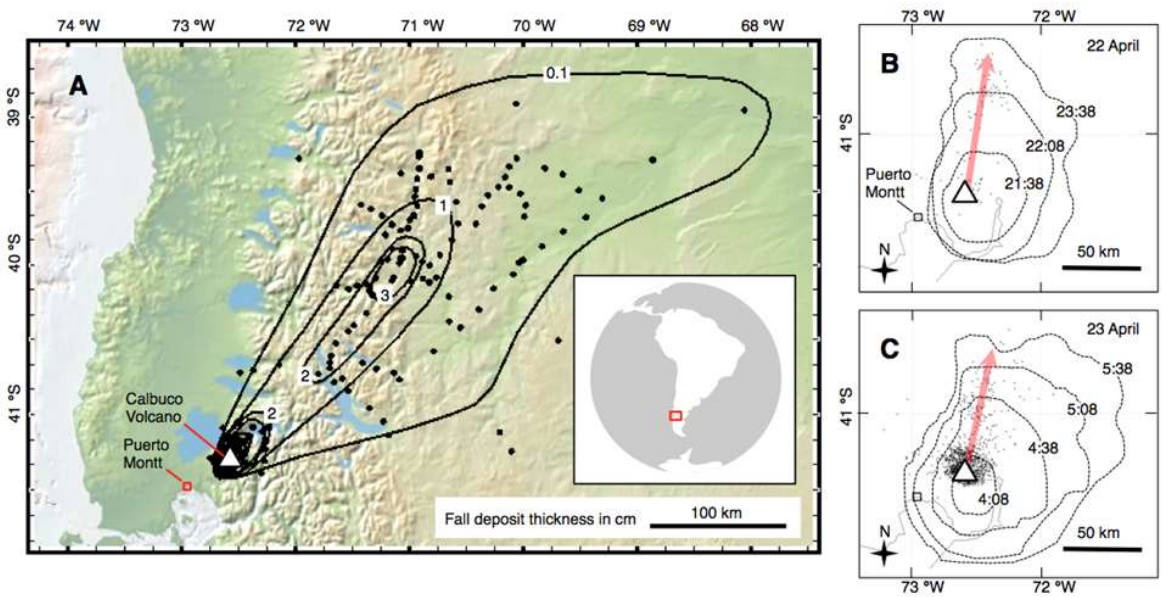 74 °W 73 °W 72 °W 71 °W 70 °W 68 °W
A
0.1
39 °S
1
40 °S
3
2
41 °S
2
Calbuco
Volcano
Puerto
Montt
Fall deposit thickness in cm 100 km
73 °W 72 °W
B
22 April
23:38
41 °S
22:08
21:38
Puerto
Montt
N
50 km
C
23 April
5:38
41 °S
5:08
4:38
4:08
N
50 km
73 °W 72 °W